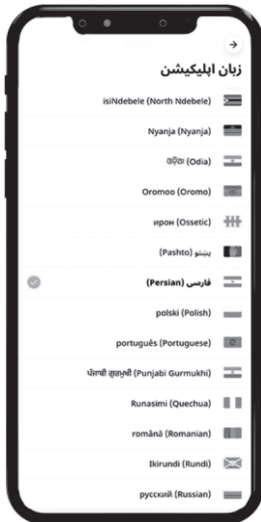 زبان اپلیکیشن
isiNdebele (North Ndebele)
Nyanja (Nyanja)
ଓଡ଼ିଆ (Odia)
Oromoo (Oromo)
ирон (Ossetic)
پښتو (Pashto)
فارسی (Persian)
polski (Polish)
português (Portuguese)
ਪੰਜਾਬੀ ਗੁਰਮੁਖੀ (Punjabi Gurmukhi)
Runasimi (Quechua)
română (Romanian)
Ikirundi (Rundi)
русский (Russian)